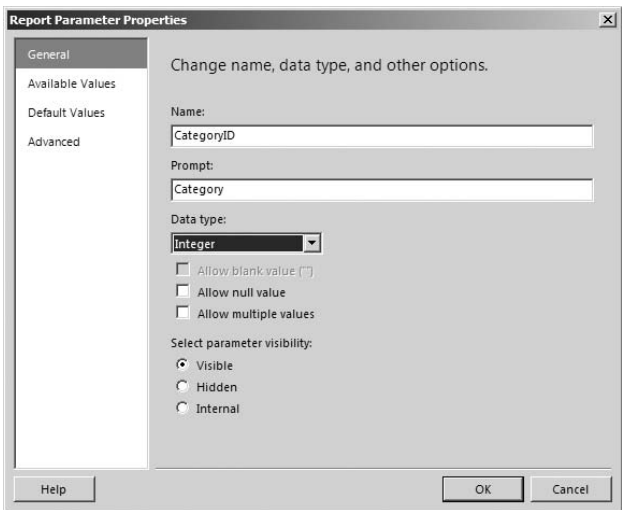 Report Parameter Properties
General
Available Values
Default Values
Advanced
Change name, data type, and other options.
Name:
CategoryID
Prompt:
Category
Data type:
Integer
Allow blank value ("")
Allow null value
Allow multiple values
Select parameter visibility:
Visible
Hidden
Internal
Help
OK
Cancel